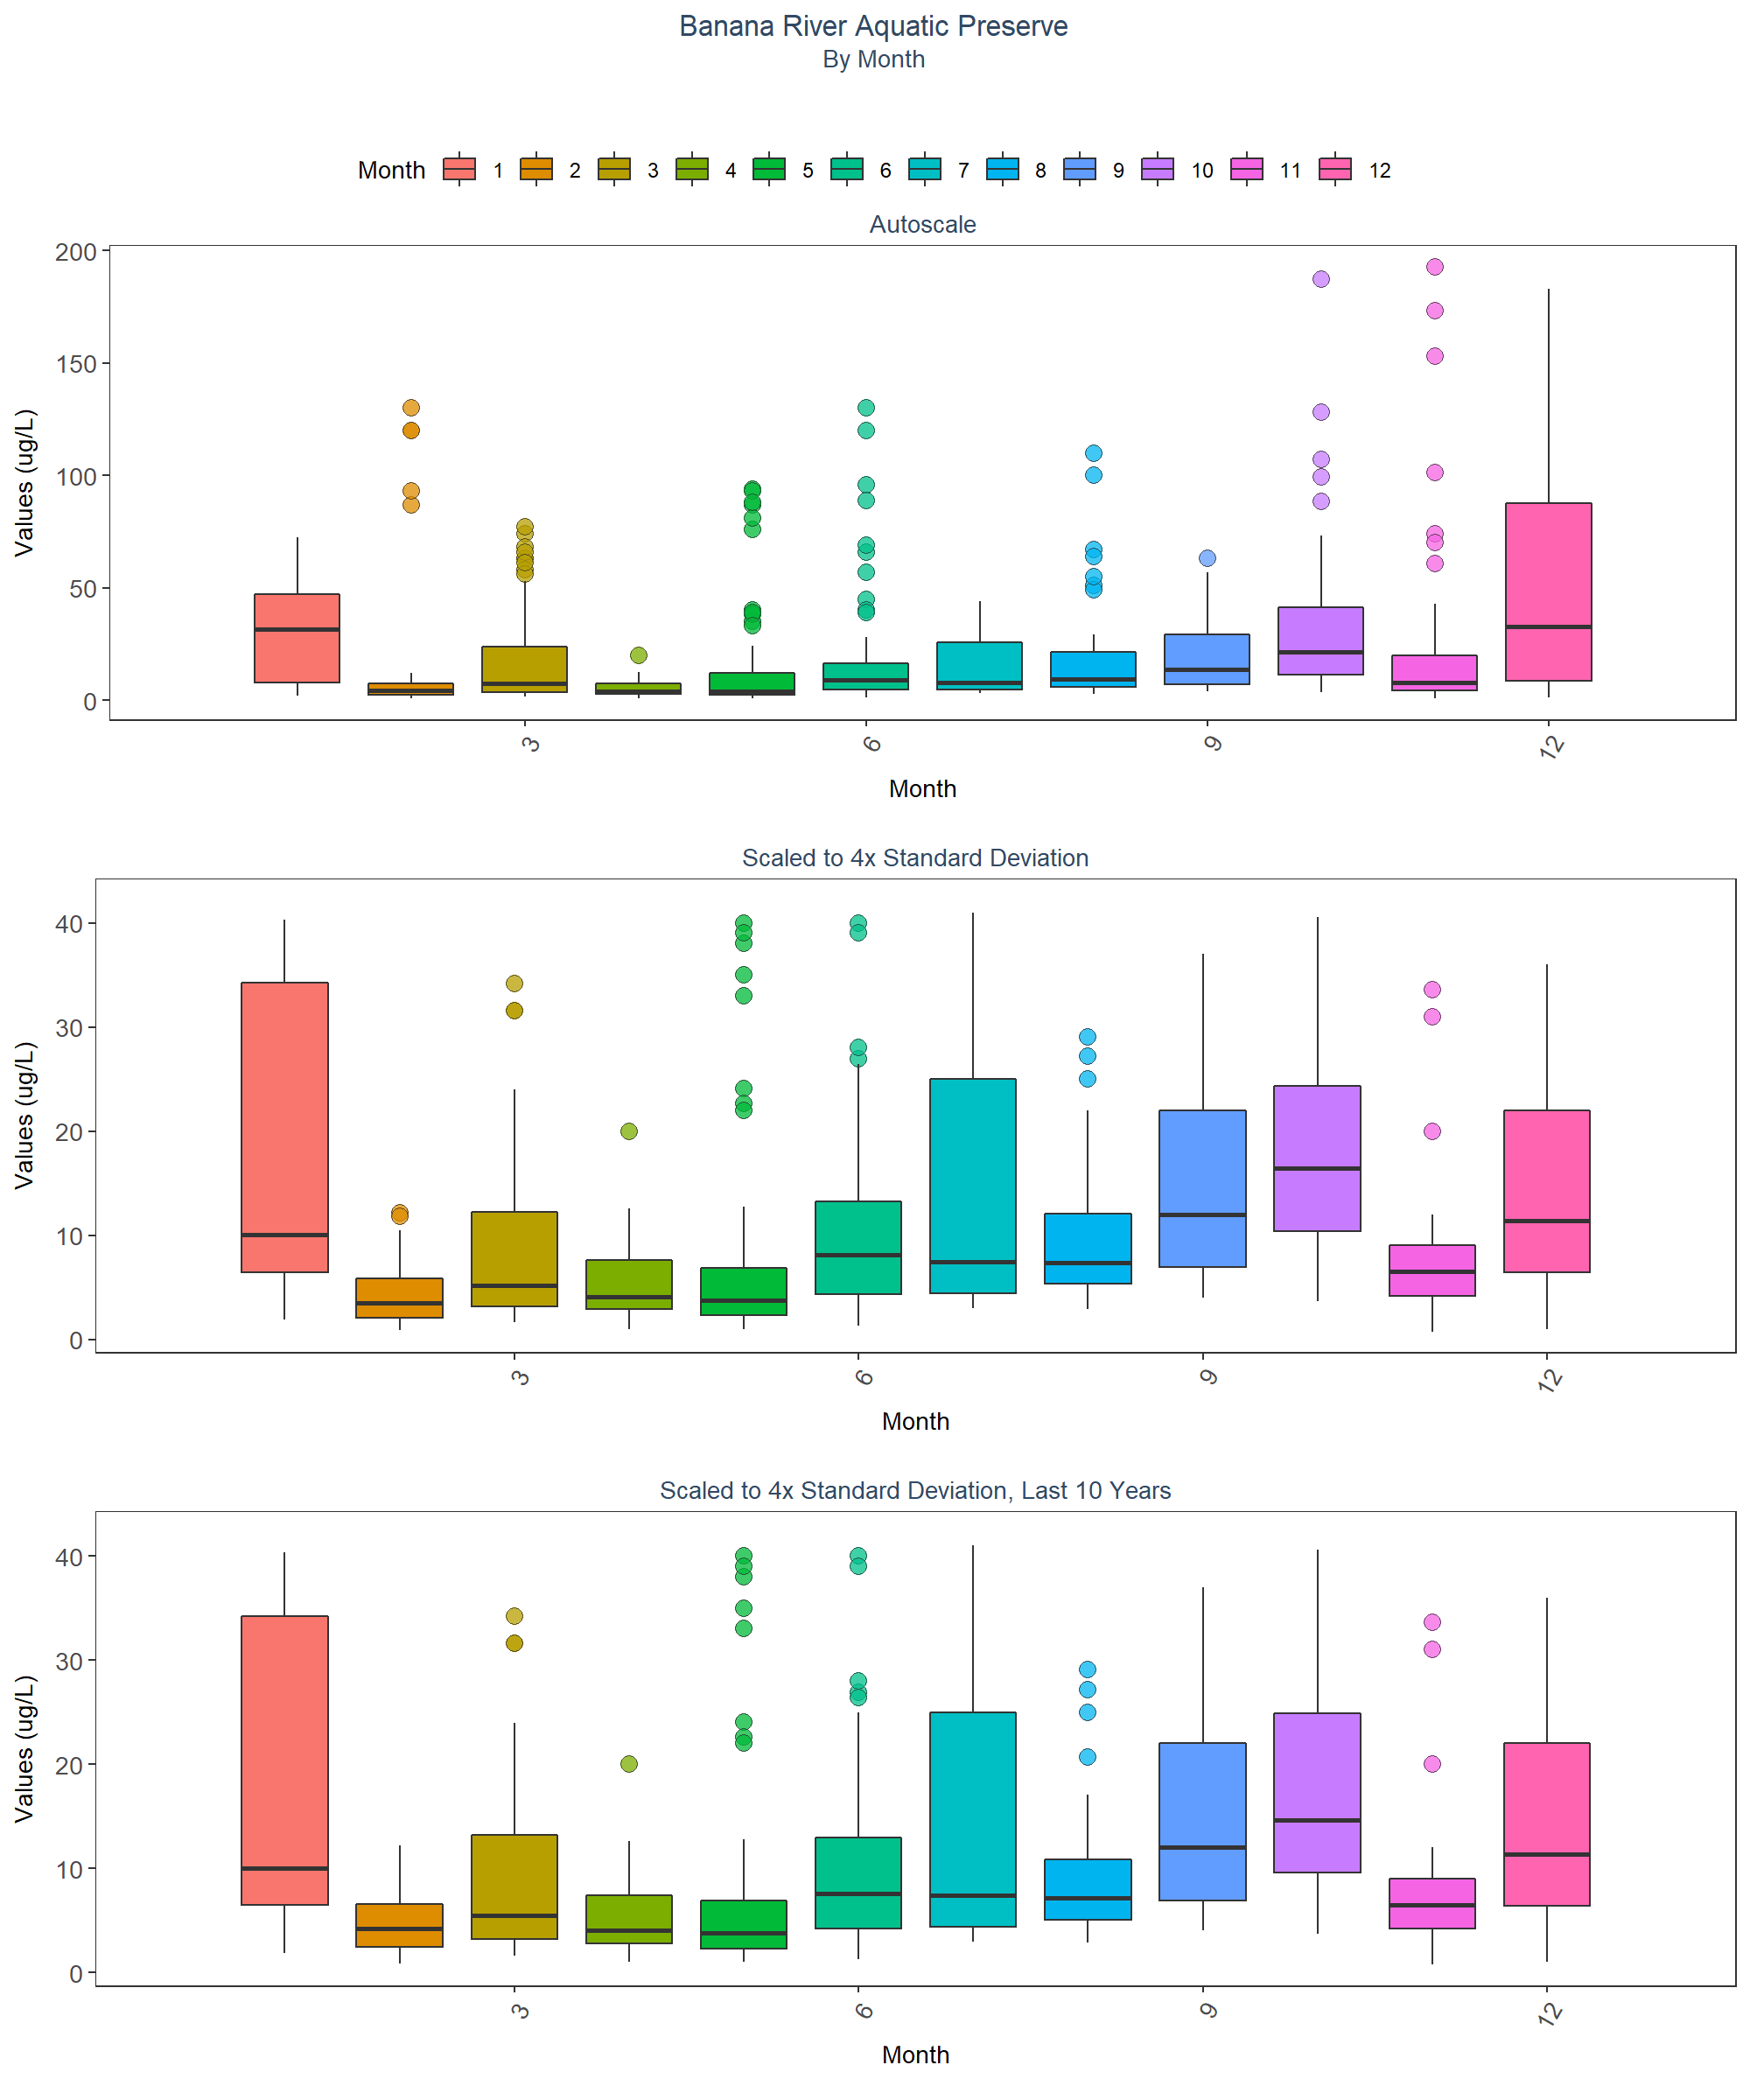 Banana River Aquatic Preserve
By Month
Month 1 2 3 4 5 6 7 8 9 10 11 12
Autoscale
200
150
100
50
0
Values (ug/L)
3 6 9 12
Month
Scaled to 4x Standard Deviation
40
30
20
10
0
Values (ug/L)
3 6 9 12
Month
Scaled to 4x Standard Deviation, Last 10 Years
40
30
20
10
0
Values (ug/L)
3 6 9 12
Month